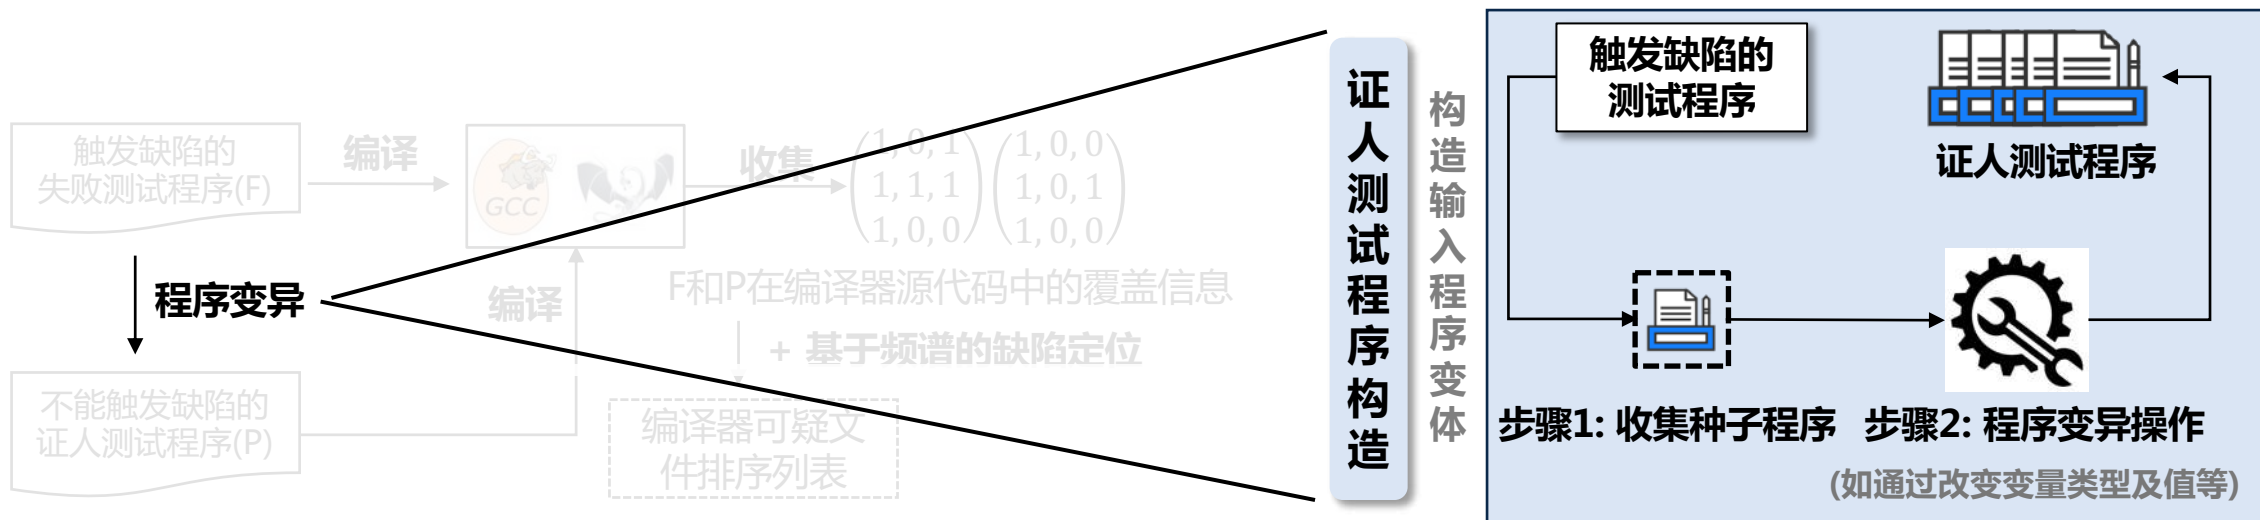 触发缺陷的
失败测试程序(F)
编译
GCC
收集
(1, 0, 1
1, 1, 1
1, 0, 0)
(1, 0, 0
1, 0, 1
1, 0, 0)
程序变异
编译
F和P在编译器源代码中的覆盖信息
+ 基于频谱的缺陷定位
不能触发缺陷的
证人测试程序(P)
编译器可疑文
件排序列表
证人测试程序构造
构造输入程序变体
触发缺陷的
测试程序
证人测试程序
步骤1: 收集种子程序
步骤2: 程序变异操作
(如通过改变变量类型及值等)